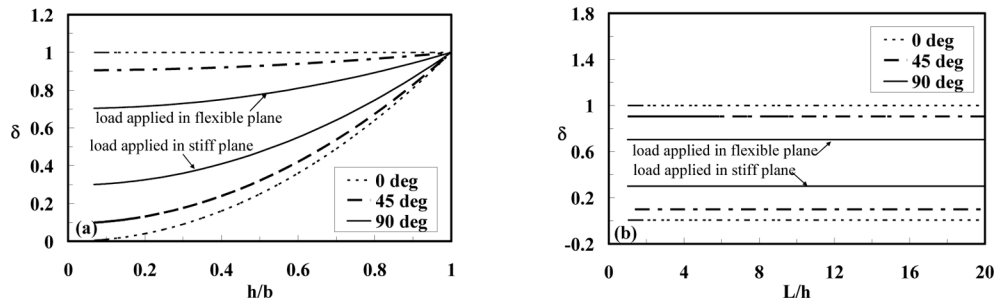 1.2
1
0.8
0.6
0.4
0.2
0
δ
load applied in flexible plane
load applied in stiff plane
0 deg
45 deg
90 deg
(a)
0 0.2 0.4 0.6 0.8 1
h/b
1.8
1.4
1
0.6
0.2
-0.2
δ
0 deg
45 deg
90 deg
load applied in flexible plane
load applied in stiff plane
(b)
0 4 8 12 16 20
L/h